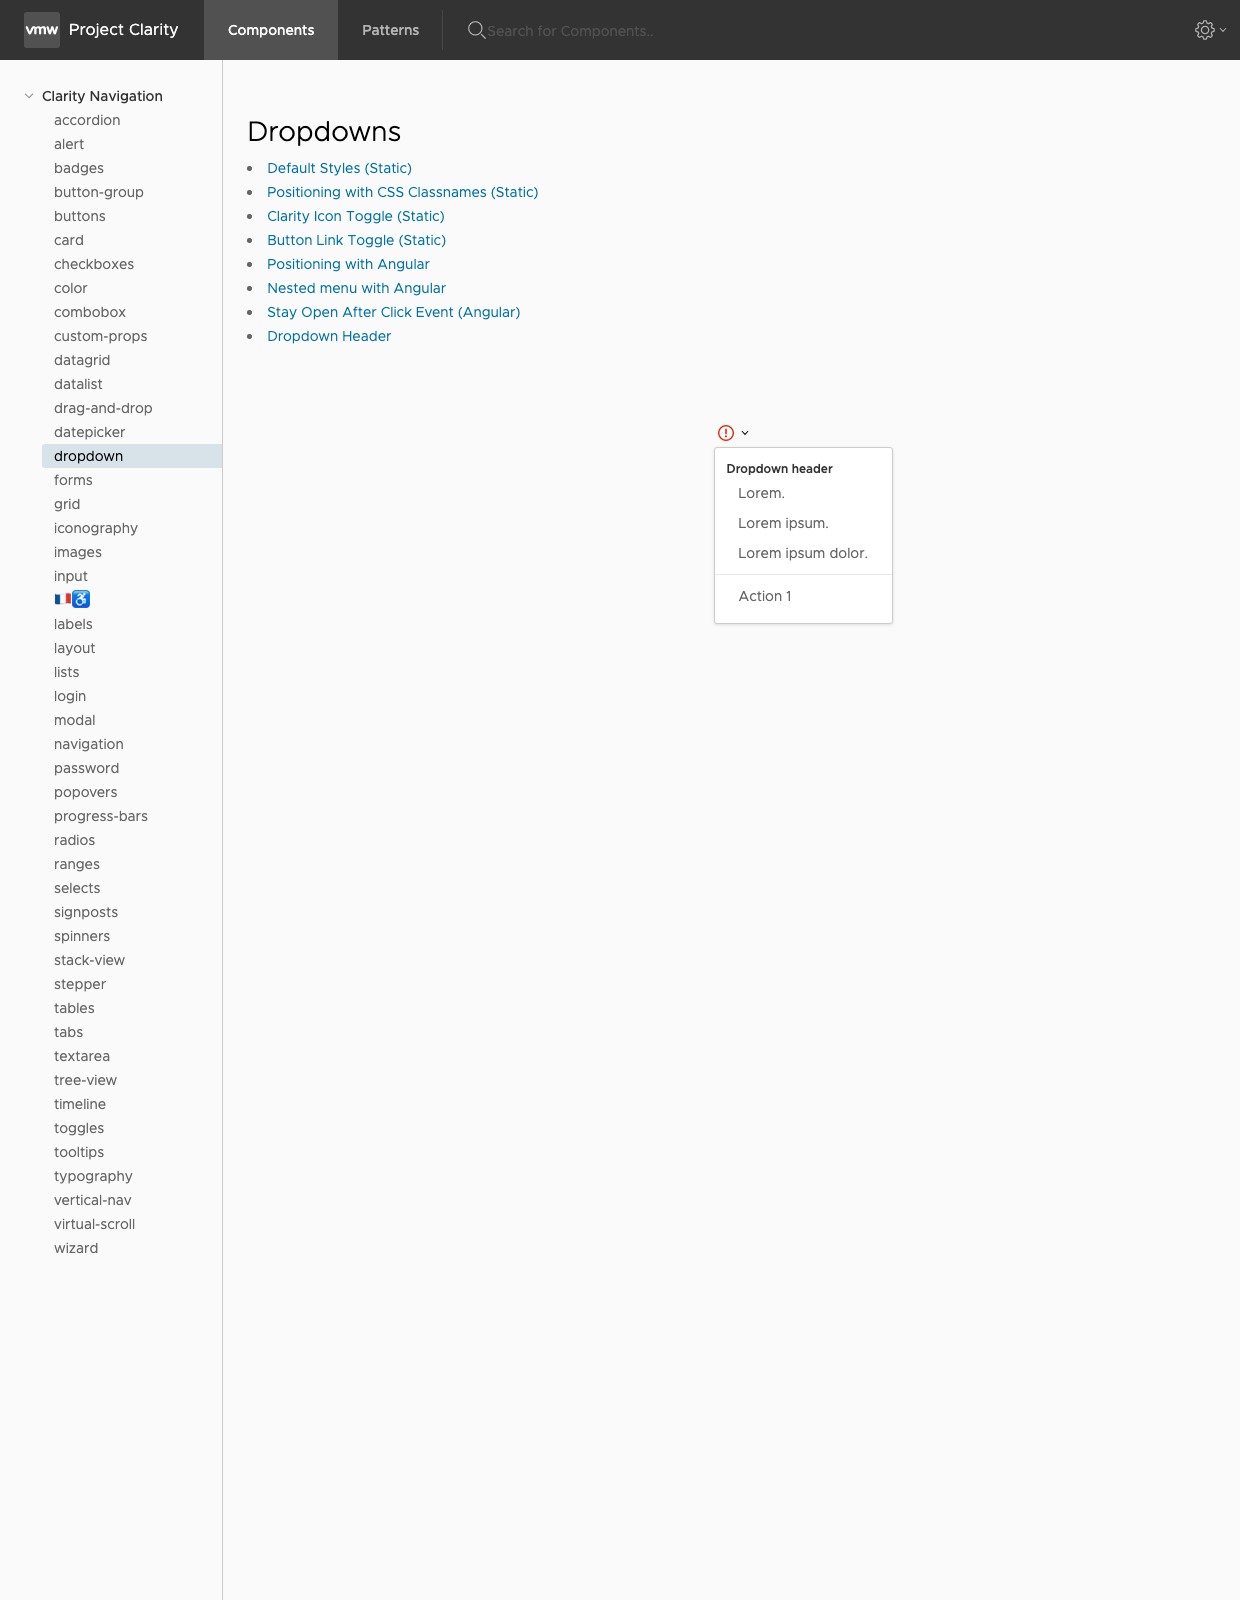 vmw Project Clarity Components Patterns Search for Components..
Clarity Navigation
accordion
alert
badges
button-group
buttons
card
checkboxes
color
combobox
custom-props
datagrid
datalist
drag-and-drop
datepicker
dropdown
forms
grid
iconography
images
input
🇫🇷♿
labels
layout
lists
login
modal
navigation
password
popovers
progress-bars
radios
ranges
selects
signposts
spinners
stack-view
stepper
tables
tabs
textarea
tree-view
timeline
toggles
tooltips
typography
vertical-nav
virtual-scroll
wizard
Dropdowns
Default Styles (Static)
Positioning with CSS Classnames (Static)
Clarity Icon Toggle (Static)
Button Link Toggle (Static)
Positioning with Angular
Nested menu with Angular
Stay Open After Click Event (Angular)
Dropdown Header
Dropdown header
Lorem.
Lorem ipsum.
Lorem ipsum dolor.
Action 1